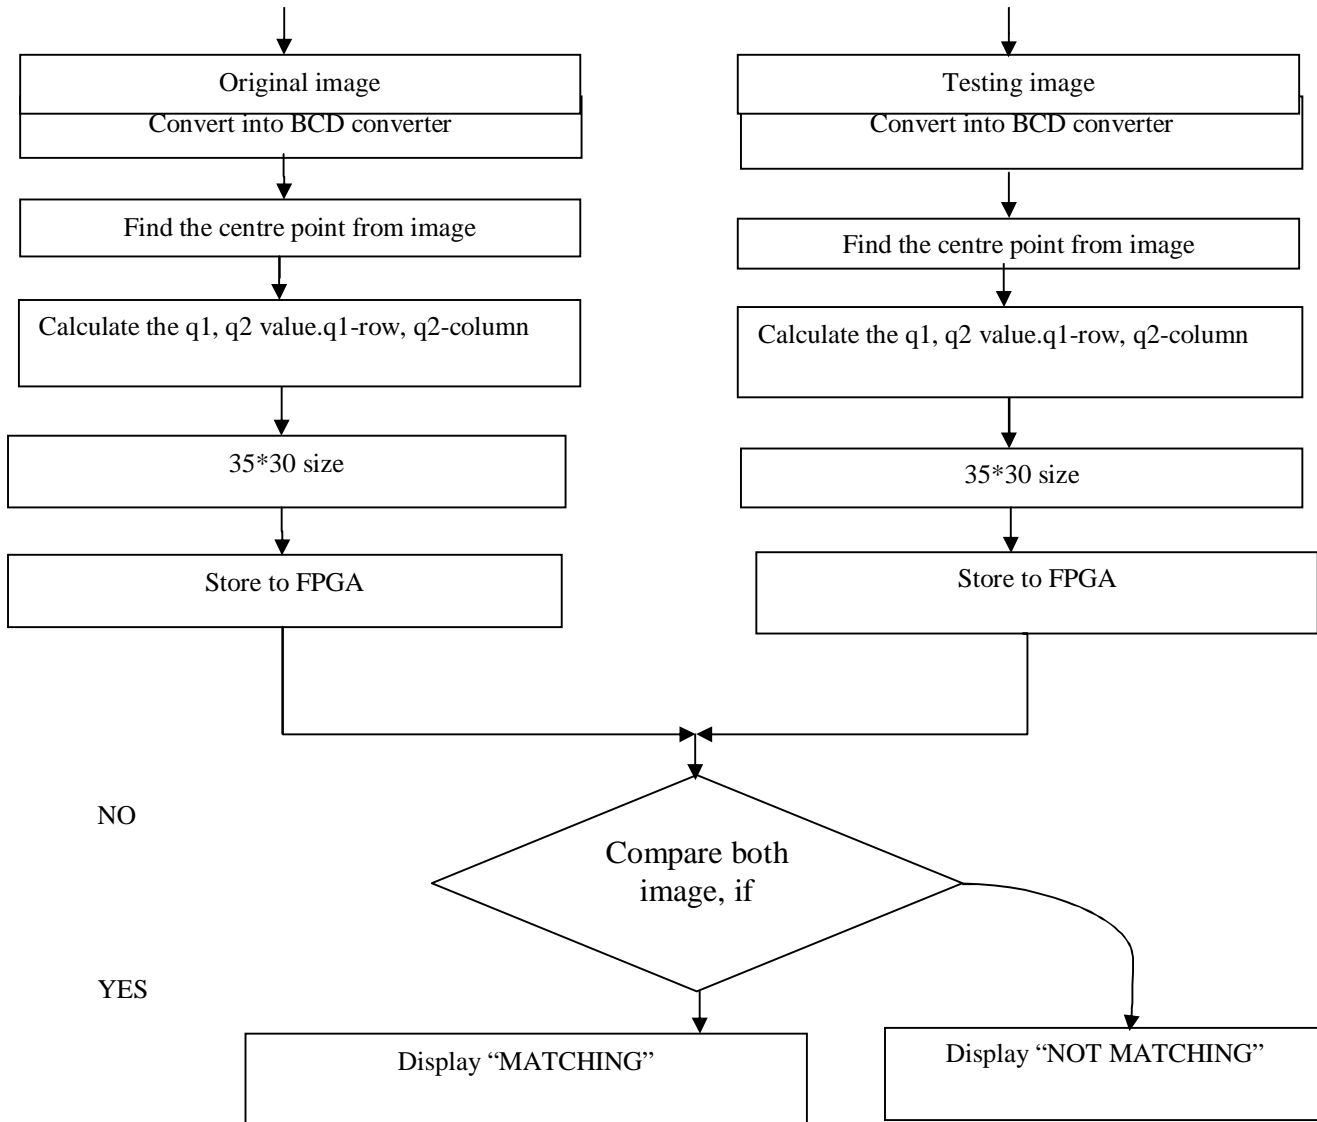 Original image
Convert into BCD converter
Find the centre point from image
Calculate the q1, q2 value.q1-row, q2-column
35*30 size
Store to FPGA
Testing image
Convert into BCD converter
Find the centre point from image
Calculate the q1, q2 value.q1-row, q2-column
35*30 size
Store to FPGA
NO
Compare both
image, if
YES
Display “MATCHING”
Display “NOT MATCHING”